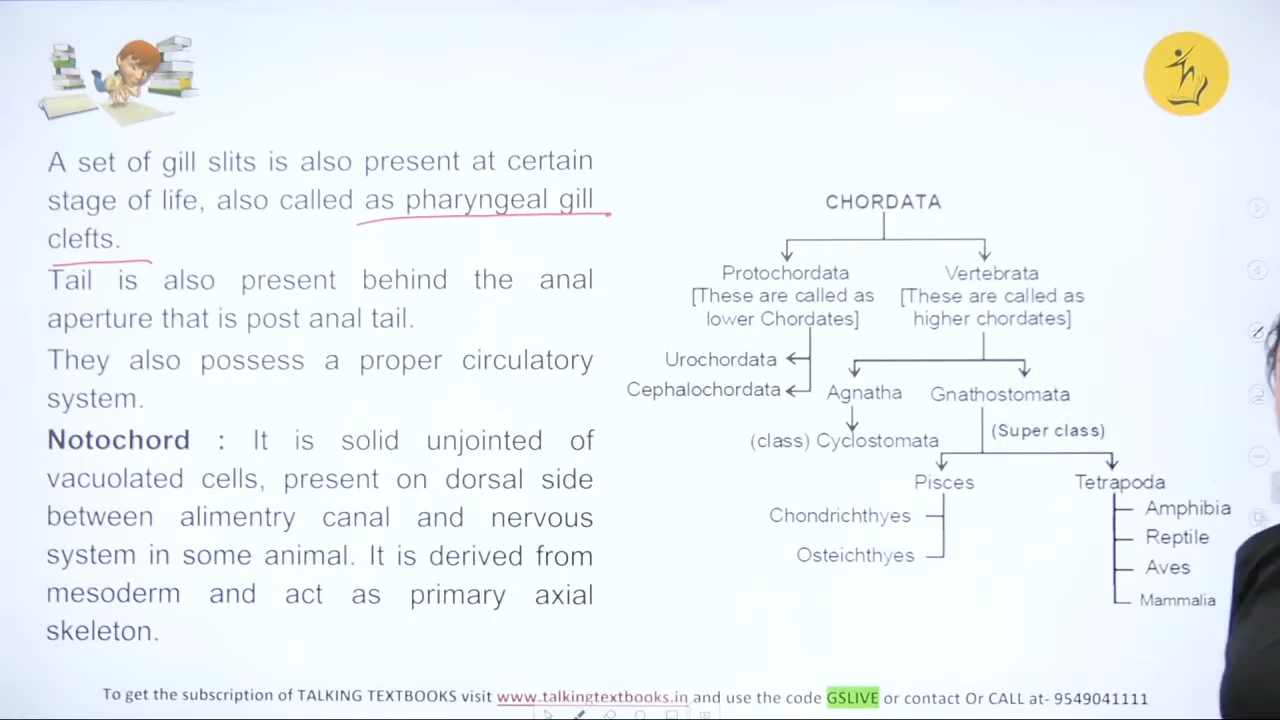 A set of gill slits is also present at certain
stage of life, also called as pharyngeal gill
clefts.
Tail is also present behind the anal
aperture that is post anal tail.
They also possess a proper circulatory
system.
Notochord : It is solid unjointed of
vacuolated cells, present on dorsal side
between alimentry canal and nervous
system in some animal. It is derived from
mesoderm and act as primary axial
skeleton.
CHORDATA
Protochordata
[These are called as
lower Chordates]
Vertebrata
[These are called as
higher chordates]
Urochordata
Cephalochordata
Agnatha
Gnathostomata
(class) Cyclostomata
(Super class)
Pisces
Tetrapoda
Chondrichthyes
Osteichthyes
Amphibia
Reptile
Aves
Mammalia
To get the subscription of TALKING TEXTBOOKS visit www.talkingtextbooks.in and use the code GSLIVE or contact Or CALL at- 9549041111